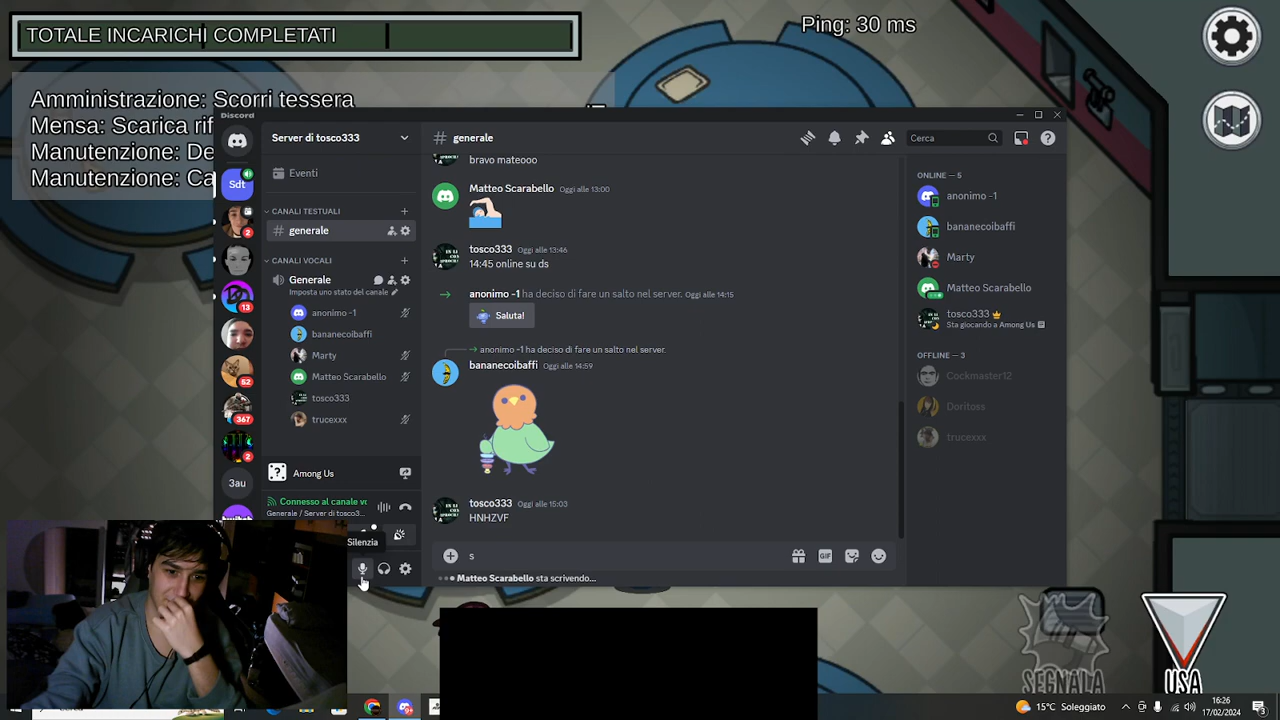 TOTALE INCARICHI COMPLETATI
Ping: 30 ms
Amministrazione: Scorri tessera
Mensa: Scarica rif
Manutenzione: De
Manutenzione: Ca
Discord
Server di tosco333
generale
Cerca
Eventi
CANALI TESTUALI
generale
CANALI VOCALI
Generale
Imposta uno stato del canale
anonimo -1
bananecoibaffi
Marty
Matteo Scarabello
tosco333
trucexxx
Among Us
Connesso al canale vo
Generale / Server di tosco3...
Silenzia
Sdt
2
13
62
367
2
3au
bravo mateooo
Matteo Scarabello Oggi alle 13:00
tosco333 Oggi alle 13:46
14:45 online su ds
anonimo -1 ha deciso di fare un salto nel server. Oggi alle 14:15
Saluta!
anonimo -1 ha deciso di fare un salto nel server.
bananecoibaffi Oggi alle 14:59
tosco333 Oggi alle 15:03
HNHZVF
s
GIF
Matteo Scarabello sta scrivendo...
ONLINE — 5
anonimo -1
bananecoibaffi
Marty
Matteo Scarabello
tosco333
Sta giocando a Among Us
OFFLINE — 3
Cockmaster12
Doritoss
trucexxx
SEGNALA
USA
15°C Soleggiato
16:26
17/02/2024